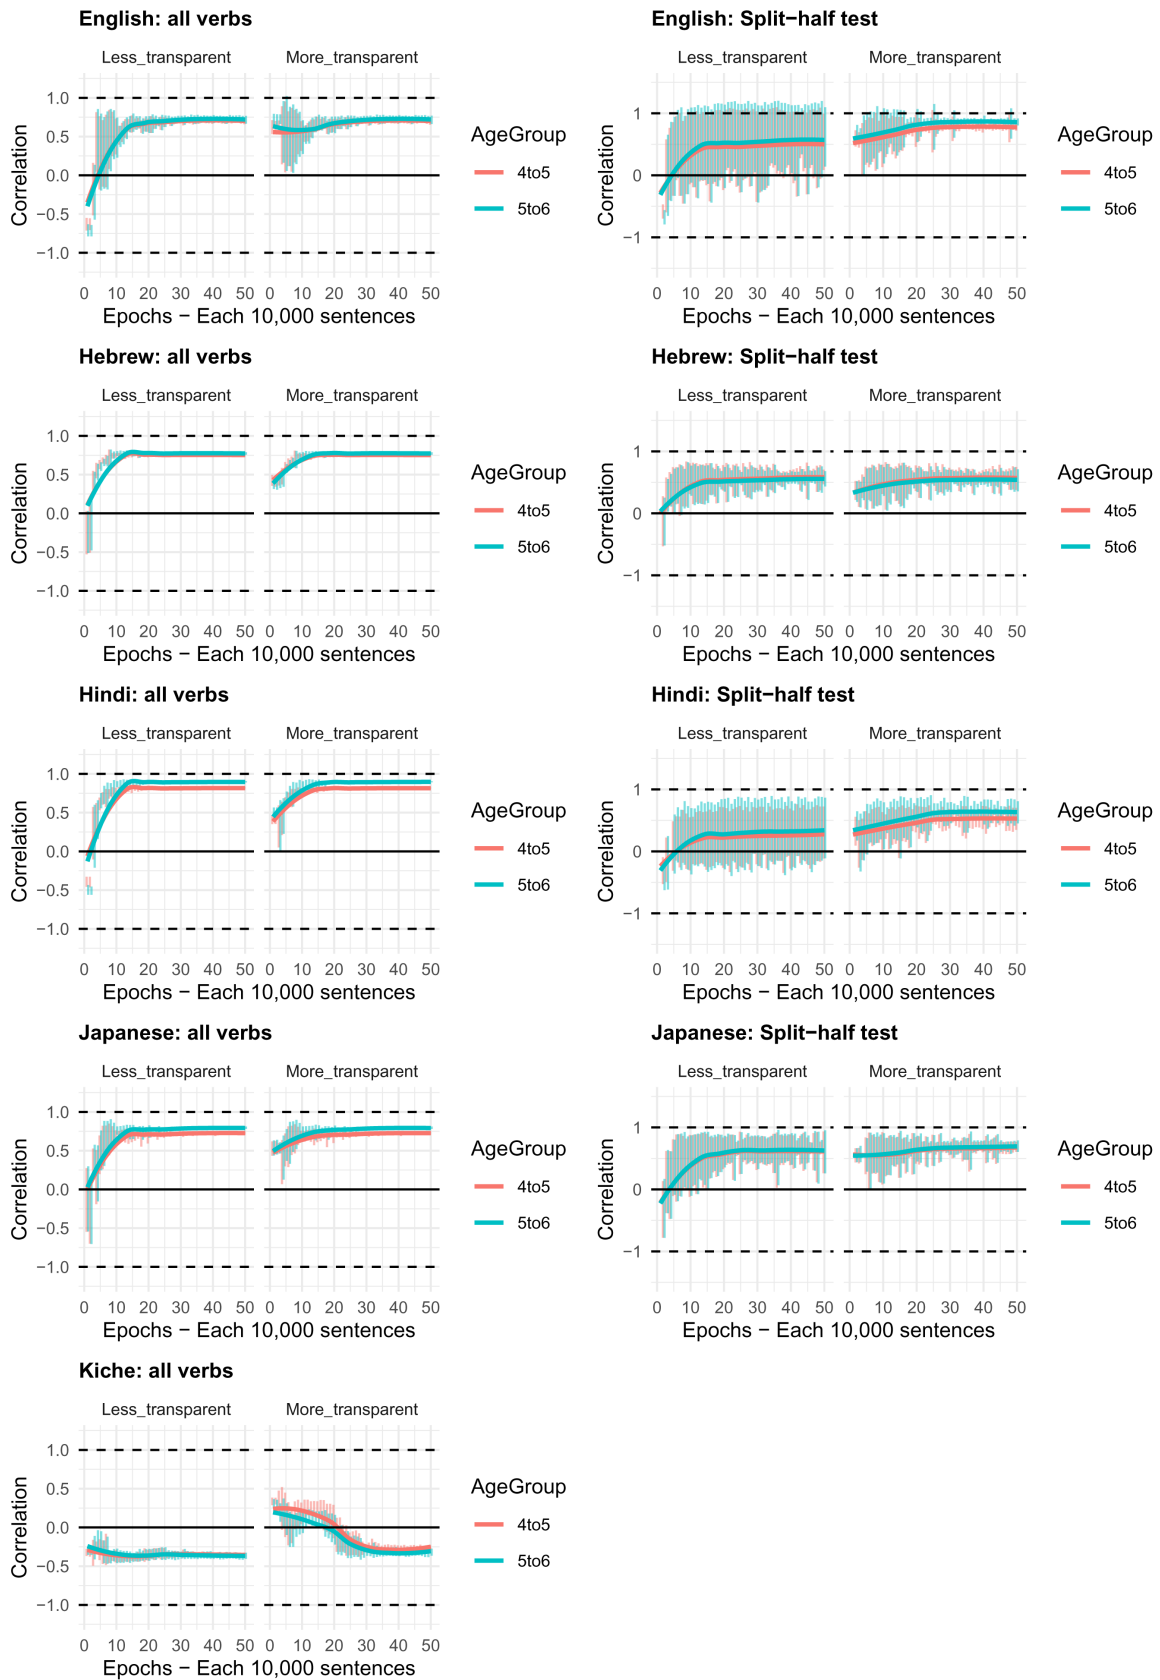 English: all verbs
Less_transparent More_transparent
1.0
0.5
0.0
−0.5
−1.0
Correlation
0 10 20 30 40 50 0 10 20 30 40 50
Epochs − Each 10,000 sentences
AgeGroup
4to5
5to6
English: Split−half test
Less_transparent More_transparent
1
0
−1
Correlation
0 10 20 30 40 50 0 10 20 30 40 50
Epochs − Each 10,000 sentences
AgeGroup
4to5
5to6
Hebrew: all verbs
Less_transparent More_transparent
1.0
0.5
0.0
−0.5
−1.0
Correlation
0 10 20 30 40 50 0 10 20 30 40 50
Epochs − Each 10,000 sentences
AgeGroup
4to5
5to6
Hebrew: Split−half test
Less_transparent More_transparent
1
0
−1
Correlation
0 10 20 30 40 50 0 10 20 30 40 50
Epochs − Each 10,000 sentences
AgeGroup
4to5
5to6
Hindi: all verbs
Less_transparent More_transparent
1.0
0.5
0.0
−0.5
−1.0
Correlation
0 10 20 30 40 50 0 10 20 30 40 50
Epochs − Each 10,000 sentences
AgeGroup
4to5
5to6
Hindi: Split−half test
Less_transparent More_transparent
1
0
−1
Correlation
0 10 20 30 40 50 0 10 20 30 40 50
Epochs − Each 10,000 sentences
AgeGroup
4to5
5to6
Japanese: all verbs
Less_transparent More_transparent
1.0
0.5
0.0
−0.5
−1.0
Correlation
0 10 20 30 40 50 0 10 20 30 40 50
Epochs − Each 10,000 sentences
AgeGroup
4to5
5to6
Japanese: Split−half test
Less_transparent More_transparent
1
0
−1
Correlation
0 10 20 30 40 50 0 10 20 30 40 50
Epochs − Each 10,000 sentences
AgeGroup
4to5
5to6
Kiche: all verbs
Less_transparent More_transparent
1.0
0.5
0.0
−0.5
−1.0
Correlation
0 10 20 30 40 50 0 10 20 30 40 50
Epochs − Each 10,000 sentences
AgeGroup
4to5
5to6